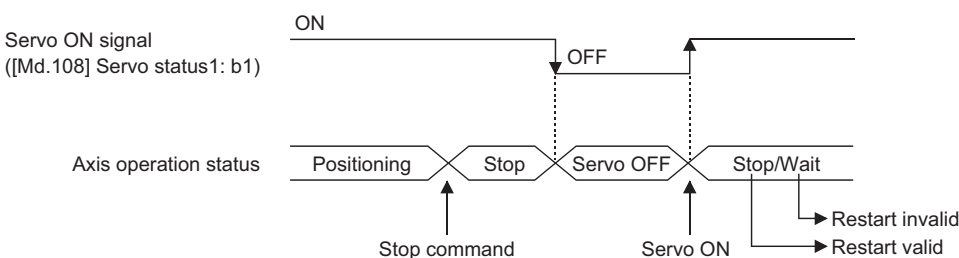 ON
Servo ON signal
([Md.108] Servo status1: b1)
OFF
Axis operation status
Positioning
Stop
Servo OFF
Stop/Wait
Restart invalid
Stop command
Servo ON
Restart valid